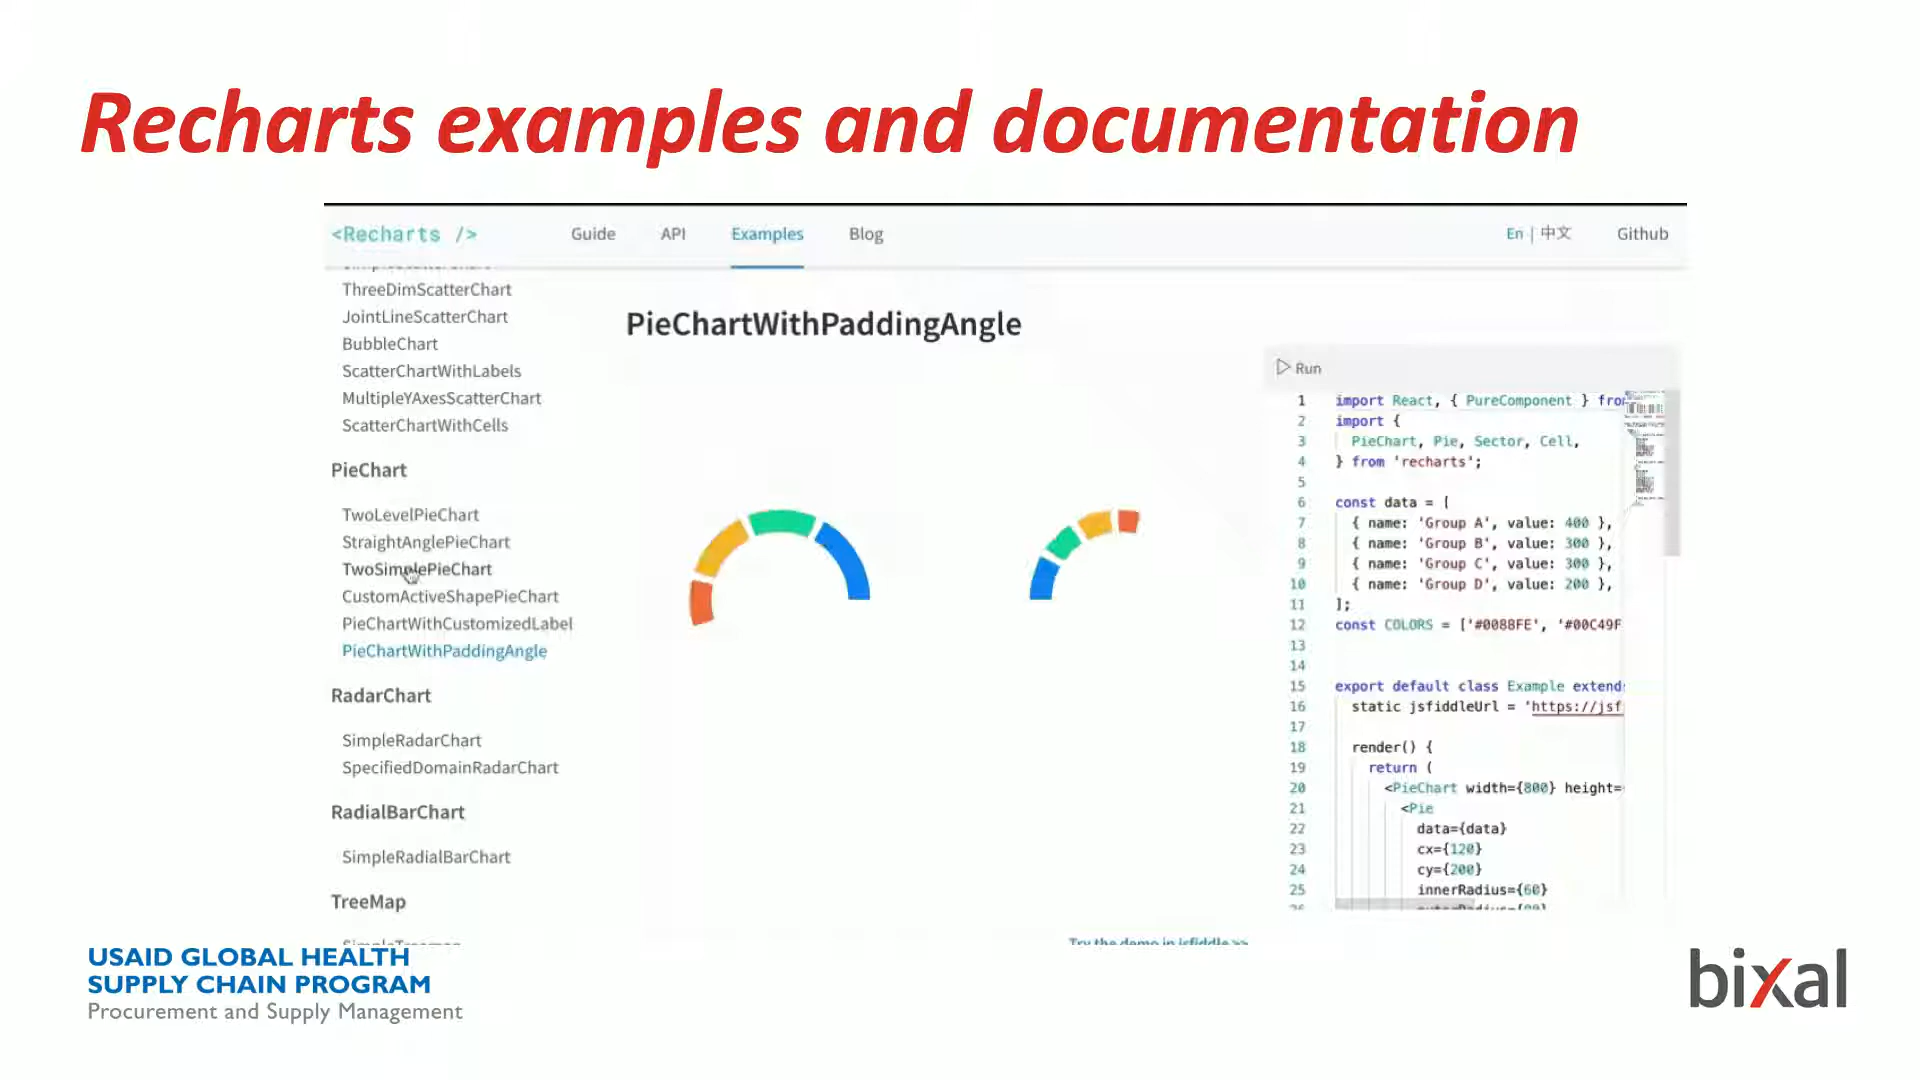 Recharts examples and documentation
<Recharts />
Guide
API
Examples
Blog
En | 中文
Github
ThreeDimScatterChart
JointLineScatterChart
BubbleChart
ScatterChartWithLabels
MultipleYAxesScatterChart
ScatterChartWithCells
PieChart
TwoLevelPieChart
StraightAnglePieChart
TwoSimplePieChart
CustomActiveShapePieChart
PieChartWithCustomizedLabel
PieChartWithPaddingAngle
RadarChart
SimpleRadarChart
SpecifiedDomainRadarChart
RadialBarChart
SimpleRadialBarChart
TreeMap
PieChartWithPaddingAngle
Run
1 import React, { PureComponent } from
2 import {
3 PieChart, Pie, Sector, Cell,
4 } from 'recharts';
5
6 const data = [
7 { name: 'Group A', value: 400 },
8 { name: 'Group B', value: 300 },
9 { name: 'Group C', value: 300 },
10 { name: 'Group D', value: 200 },
11 ];
12 const COLORS = ['#0088FE', '#00C49F
13
14
15 export default class Example extends
16 static jsfiddleUrl = 'https://jsf
17
18 render() {
19 return (
20 <PieChart width={800} height=
21 <Pie
22 data={data}
23 cx={120}
24 cy={200}
25 innerRadius={60}
Try the demo in jsfiddle >>
USAID GLOBAL HEALTH
SUPPLY CHAIN PROGRAM
Procurement and Supply Management
bixal